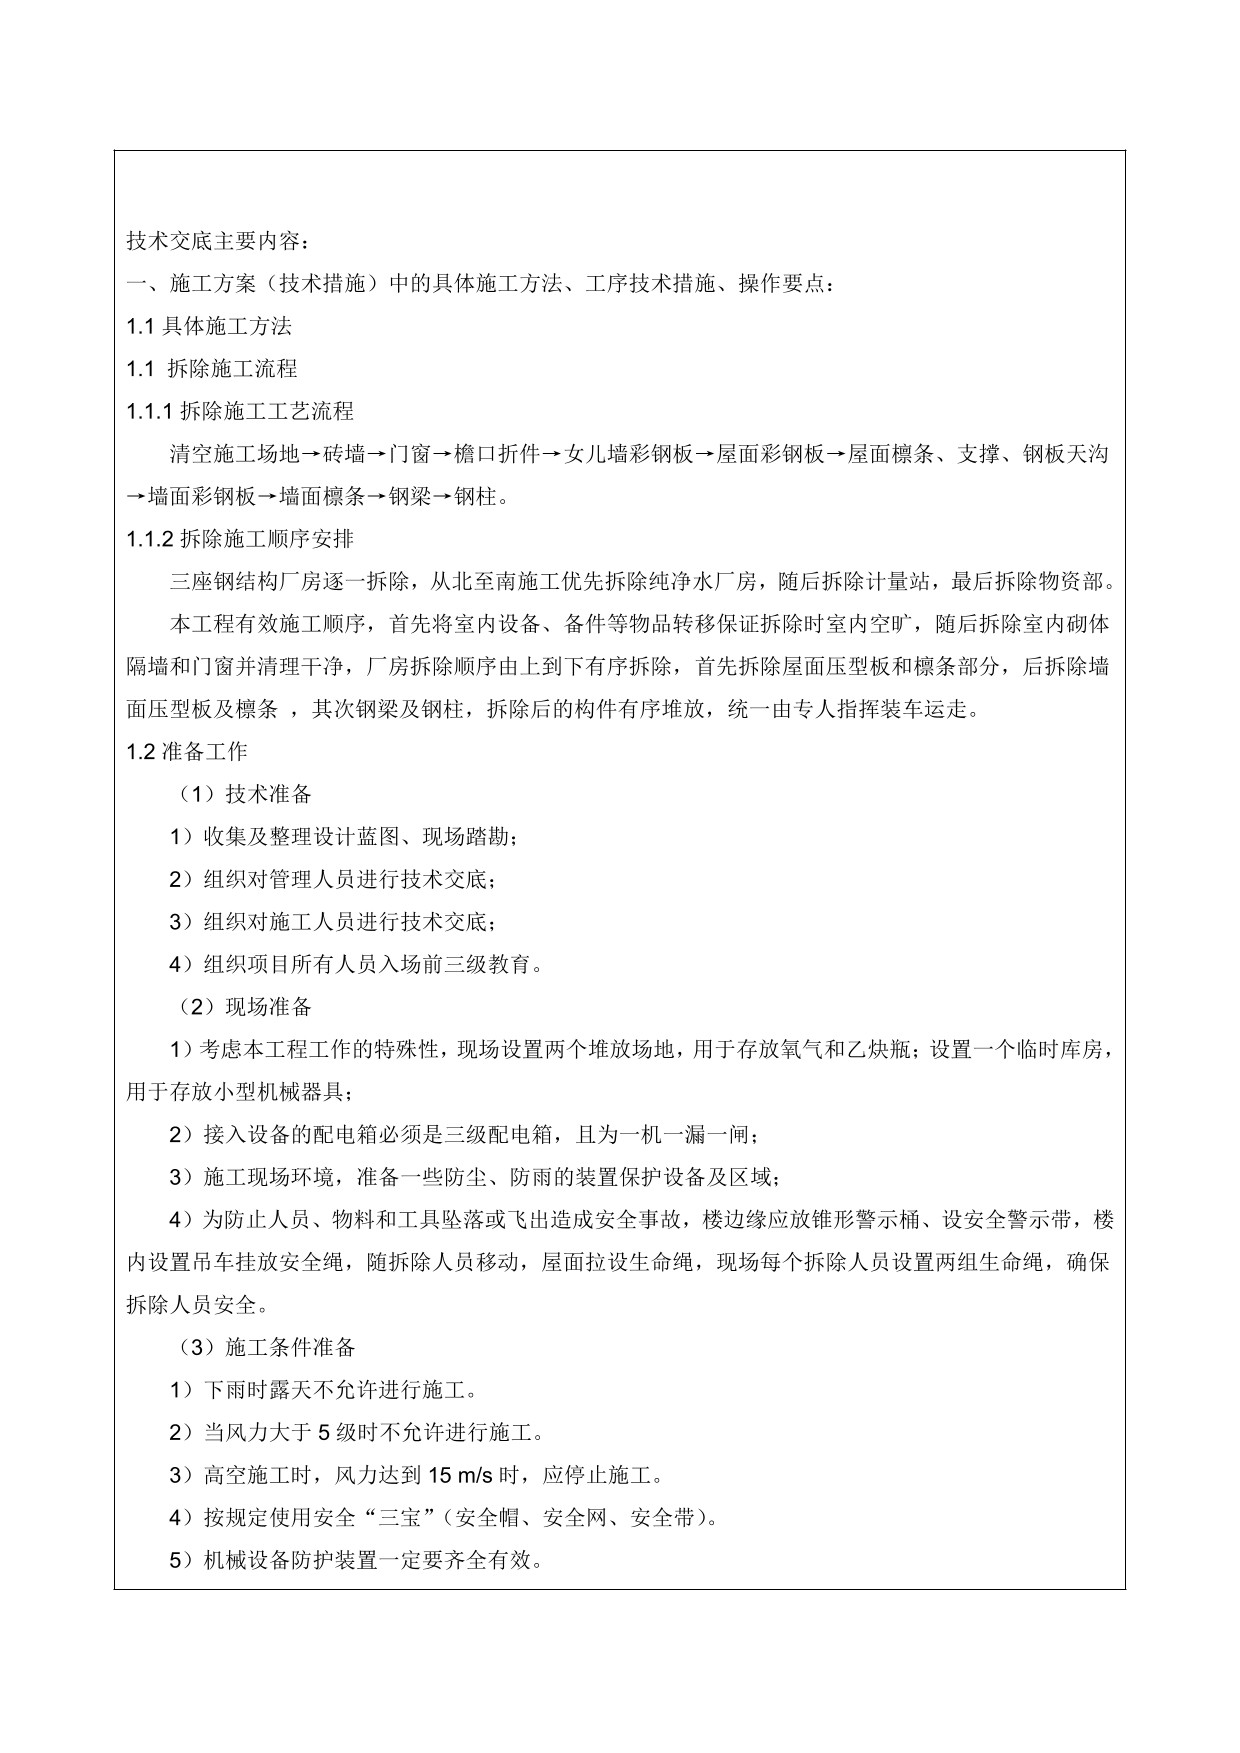 技术交底主要内容：
一、施工方案（技术措施）中的具体施工方法、工序技术措施、操作要点：
1.1 具体施工方法
1.1 拆除施工流程
1.1.1 拆除施工工艺流程
清空施工场地→砖墙→门窗→檐口折件→女儿墙彩钢板→屋面彩钢板→屋面檩条、支撑、钢板天沟
→墙面彩钢板→墙面檩条→钢梁→钢柱。
1.1.2 拆除施工顺序安排
三座钢结构厂房逐一拆除，从北至南施工优先拆除纯净水厂房，随后拆除计量站，最后拆除物资部。
本工程有效施工顺序，首先将室内设备、备件等物品转移保证拆除时室内空旷，随后拆除室内砌体
隔墙和门窗并清理干净，厂房拆除顺序由上到下有序拆除，首先拆除屋面压型板和檩条部分，后拆除墙
面压型板及檩条 ，其次钢梁及钢柱，拆除后的构件有序堆放，统一由专人指挥装车运走。
1.2 准备工作
（1）技术准备
1）收集及整理设计蓝图、现场踏勘；
2）组织对管理人员进行技术交底；
3）组织对施工人员进行技术交底；
4）组织项目所有人员入场前三级教育。
（2）现场准备
1）考虑本工程工作的特殊性，现场设置两个堆放场地，用于存放氧气和乙炔瓶；设置一个临时库房，
用于存放小型机械器具；
2）接入设备的配电箱必须是三级配电箱，且为一机一漏一闸；
3）施工现场环境，准备一些防尘、防雨的装置保护设备及区域；
4）为防止人员、物料和工具坠落或飞出造成安全事故，楼边缘应放锥形警示桶、设安全警示带，楼
内设置吊车挂放安全绳，随拆除人员移动，屋面拉设生命绳，现场每个拆除人员设置两组生命绳，确保
拆除人员安全。
（3）施工条件准备
1）下雨时露天不允许进行施工。
2）当风力大于 5 级时不允许进行施工。
3）高空施工时，风力达到 15 m/s 时，应停止施工。
4）按规定使用安全“三宝”（安全帽、安全网、安全带）。
5）机械设备防护装置一定要齐全有效。